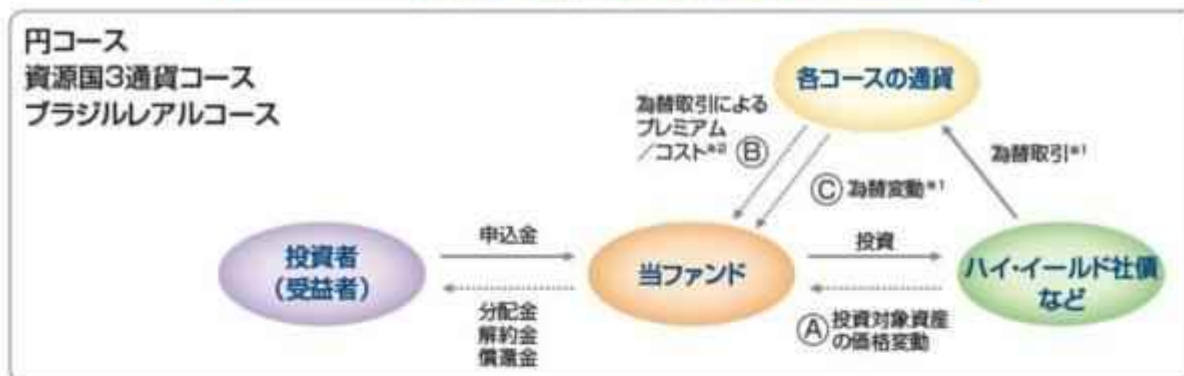 円コース
資源国3通貨コース
ブラジルレアルコース
各コースの通貨
為替取引による
プレミアム
／コスト※2 Ⓑ
Ⓒ 為替変動※1
為替取引※1
投資者
（受益者）
申込金
分配金
解約金
償還金
当ファンド
投資
Ⓐ 投資対象資産
の価格変動
ハイ・イールド社債
など